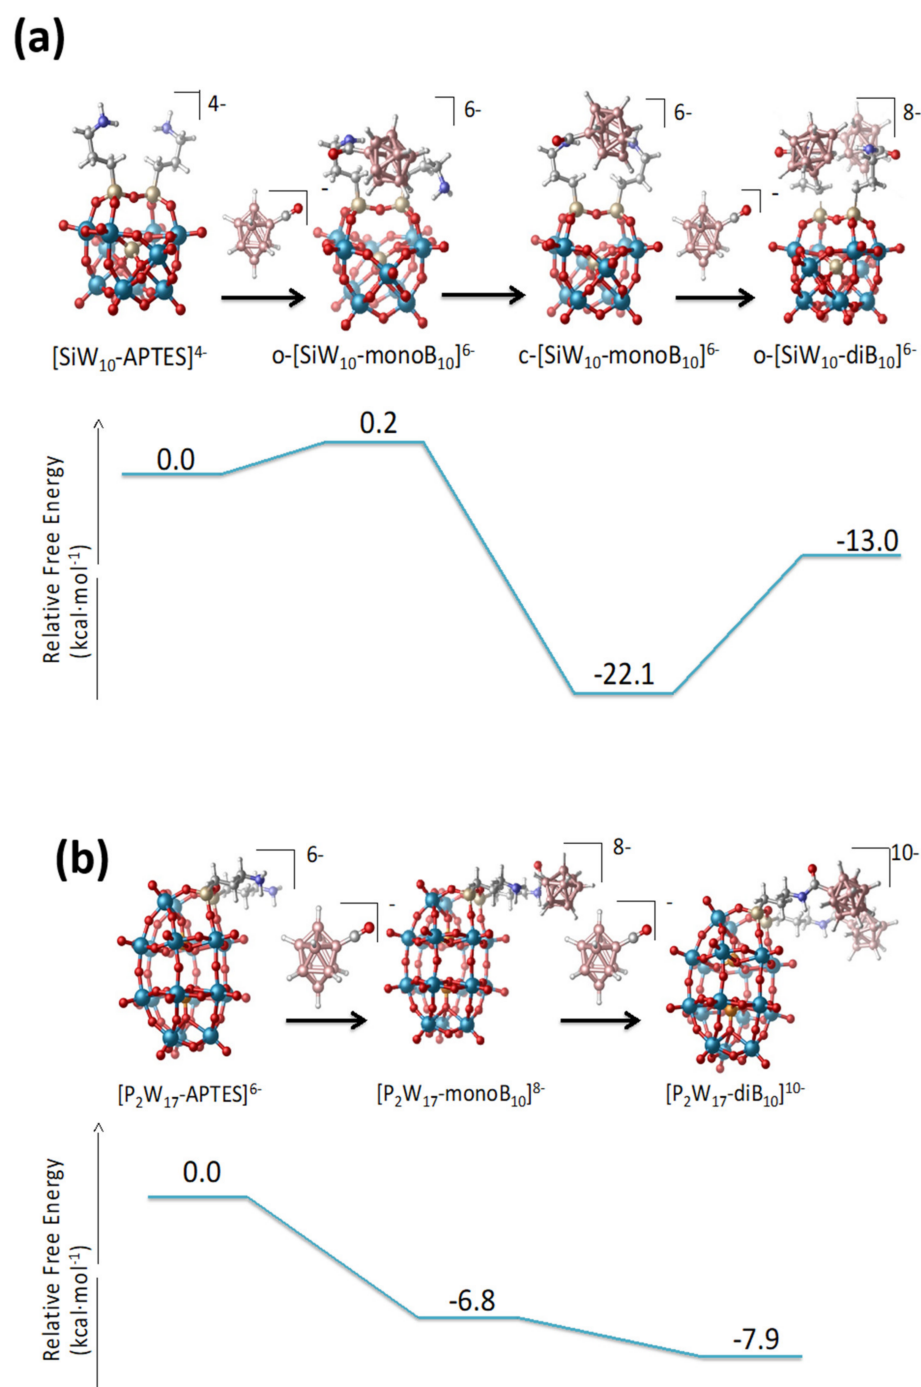 (a)
4-
6-
6-
8-
-
-
[SiW₁₀-APTES]⁴⁻
o-[SiW₁₀-monoB₁₀]⁶⁻
c-[SiW₁₀-monoB₁₀]⁶⁻
o-[SiW₁₀-diB₁₀]⁶⁻
Relative Free Energy
(kcal·mol⁻¹)
0.0
0.2
-22.1
-13.0
(b)
6-
8-
10-
-
-
[P₂W₁₇-APTES]⁶⁻
[P₂W₁₇-monoB₁₀]⁸⁻
[P₂W₁₇-diB₁₀]¹⁰⁻
Relative Free Energy
(kcal·mol⁻¹)
0.0
-6.8
-7.9